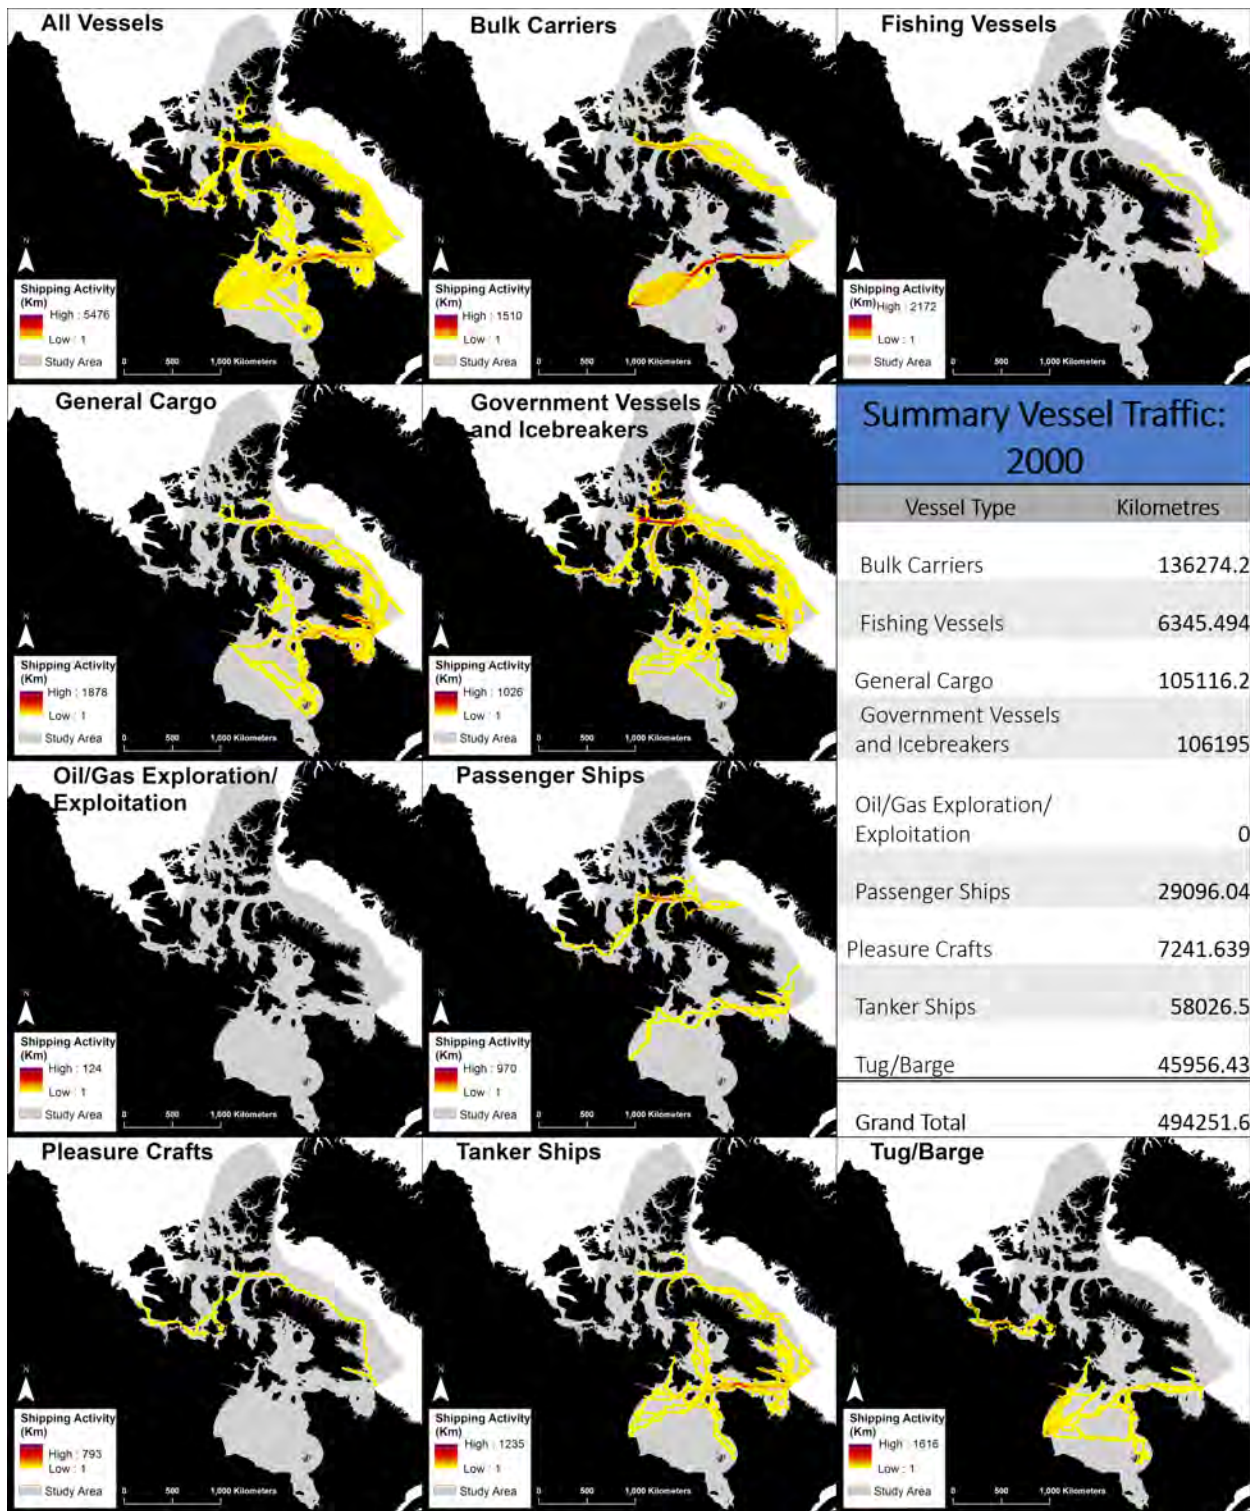 All Vessels
N
Shipping Activity
(Km)
High : 5476
Low : 1
Study Area
0 500 1,000 Kilometers
Bulk Carriers
N
Shipping Activity
(Km)
High : 1510
Low : 1
Study Area
0 500 1,000 Kilometers
Fishing Vessels
N
Shipping Activity
(Km)High : 2172
Low : 1
Study Area
0 500 1,000 Kilometers
General Cargo
N
Shipping Activity
(Km)
High : 1878
Low : 1
Study Area
0 500 1,000 Kilometers
Government Vessels
and Icebreakers
N
Shipping Activity
(Km)
High : 1026
Low : 1
Study Area
0 500 1,000 Kilometers
Summary Vessel Traffic:
2000
Vessel Type Kilometres
Bulk Carriers 136274.2
Fishing Vessels 6345.494
General Cargo 105116.2
Government Vessels
and Icebreakers 106195
Oil/Gas Exploration/
Exploitation 0
Passenger Ships 29096.04
Pleasure Crafts 7241.639
Tanker Ships 58026.5
Tug/Barge 45956.43
Grand Total 494251.6
Oil/Gas Exploration/
Exploitation
N
Shipping Activity
(Km)
High : 124
Low : 1
Study Area
0 500 1,000 Kilometers
Passenger Ships
N
Shipping Activity
(Km)
High : 970
Low : 1
Study Area
0 500 1,000 Kilometers
Pleasure Crafts
N
Shipping Activity
(Km)
High : 793
Low : 1
Study Area
0 500 1,000 Kilometers
Tanker Ships
N
Shipping Activity
(Km)
High : 1235
Low : 1
Study Area
0 500 1,000 Kilometers
Tug/Barge
N
Shipping Activity
(Km)
High : 1616
Low : 1
Study Area
0 500 1,000 Kilometers